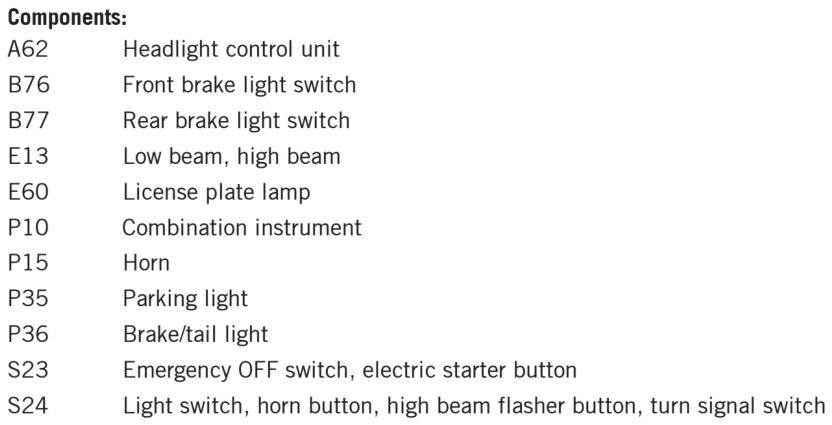 Components:
A62 Headlight control unit
B76 Front brake light switch
B77 Rear brake light switch
E13 Low beam, high beam
E60 License plate lamp
P10 Combination instrument
P15 Horn
P35 Parking light
P36 Brake/tail light
S23 Emergency OFF switch, electric starter button
S24 Light switch, horn button, high beam flasher button, turn signal switch